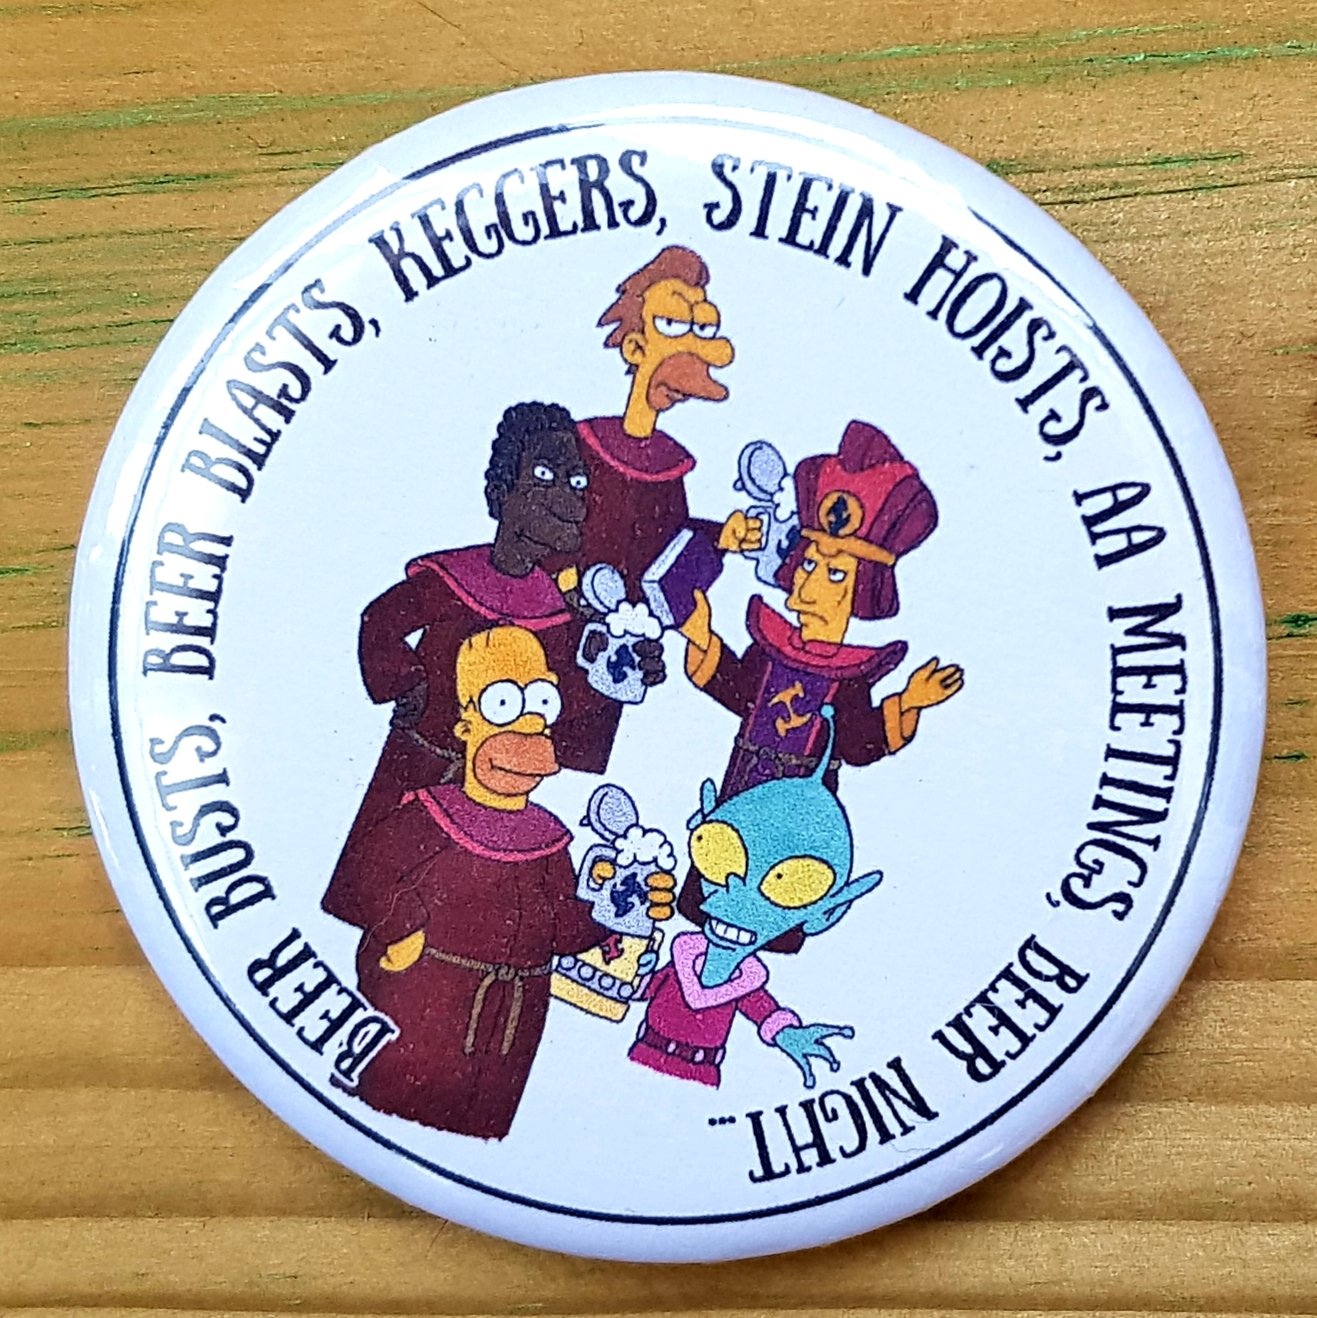 BEER BUSTS, BEER BLASTS, KEGGERS, STEIN HOISTS, AA MEETINGS, BEER NIGHT...